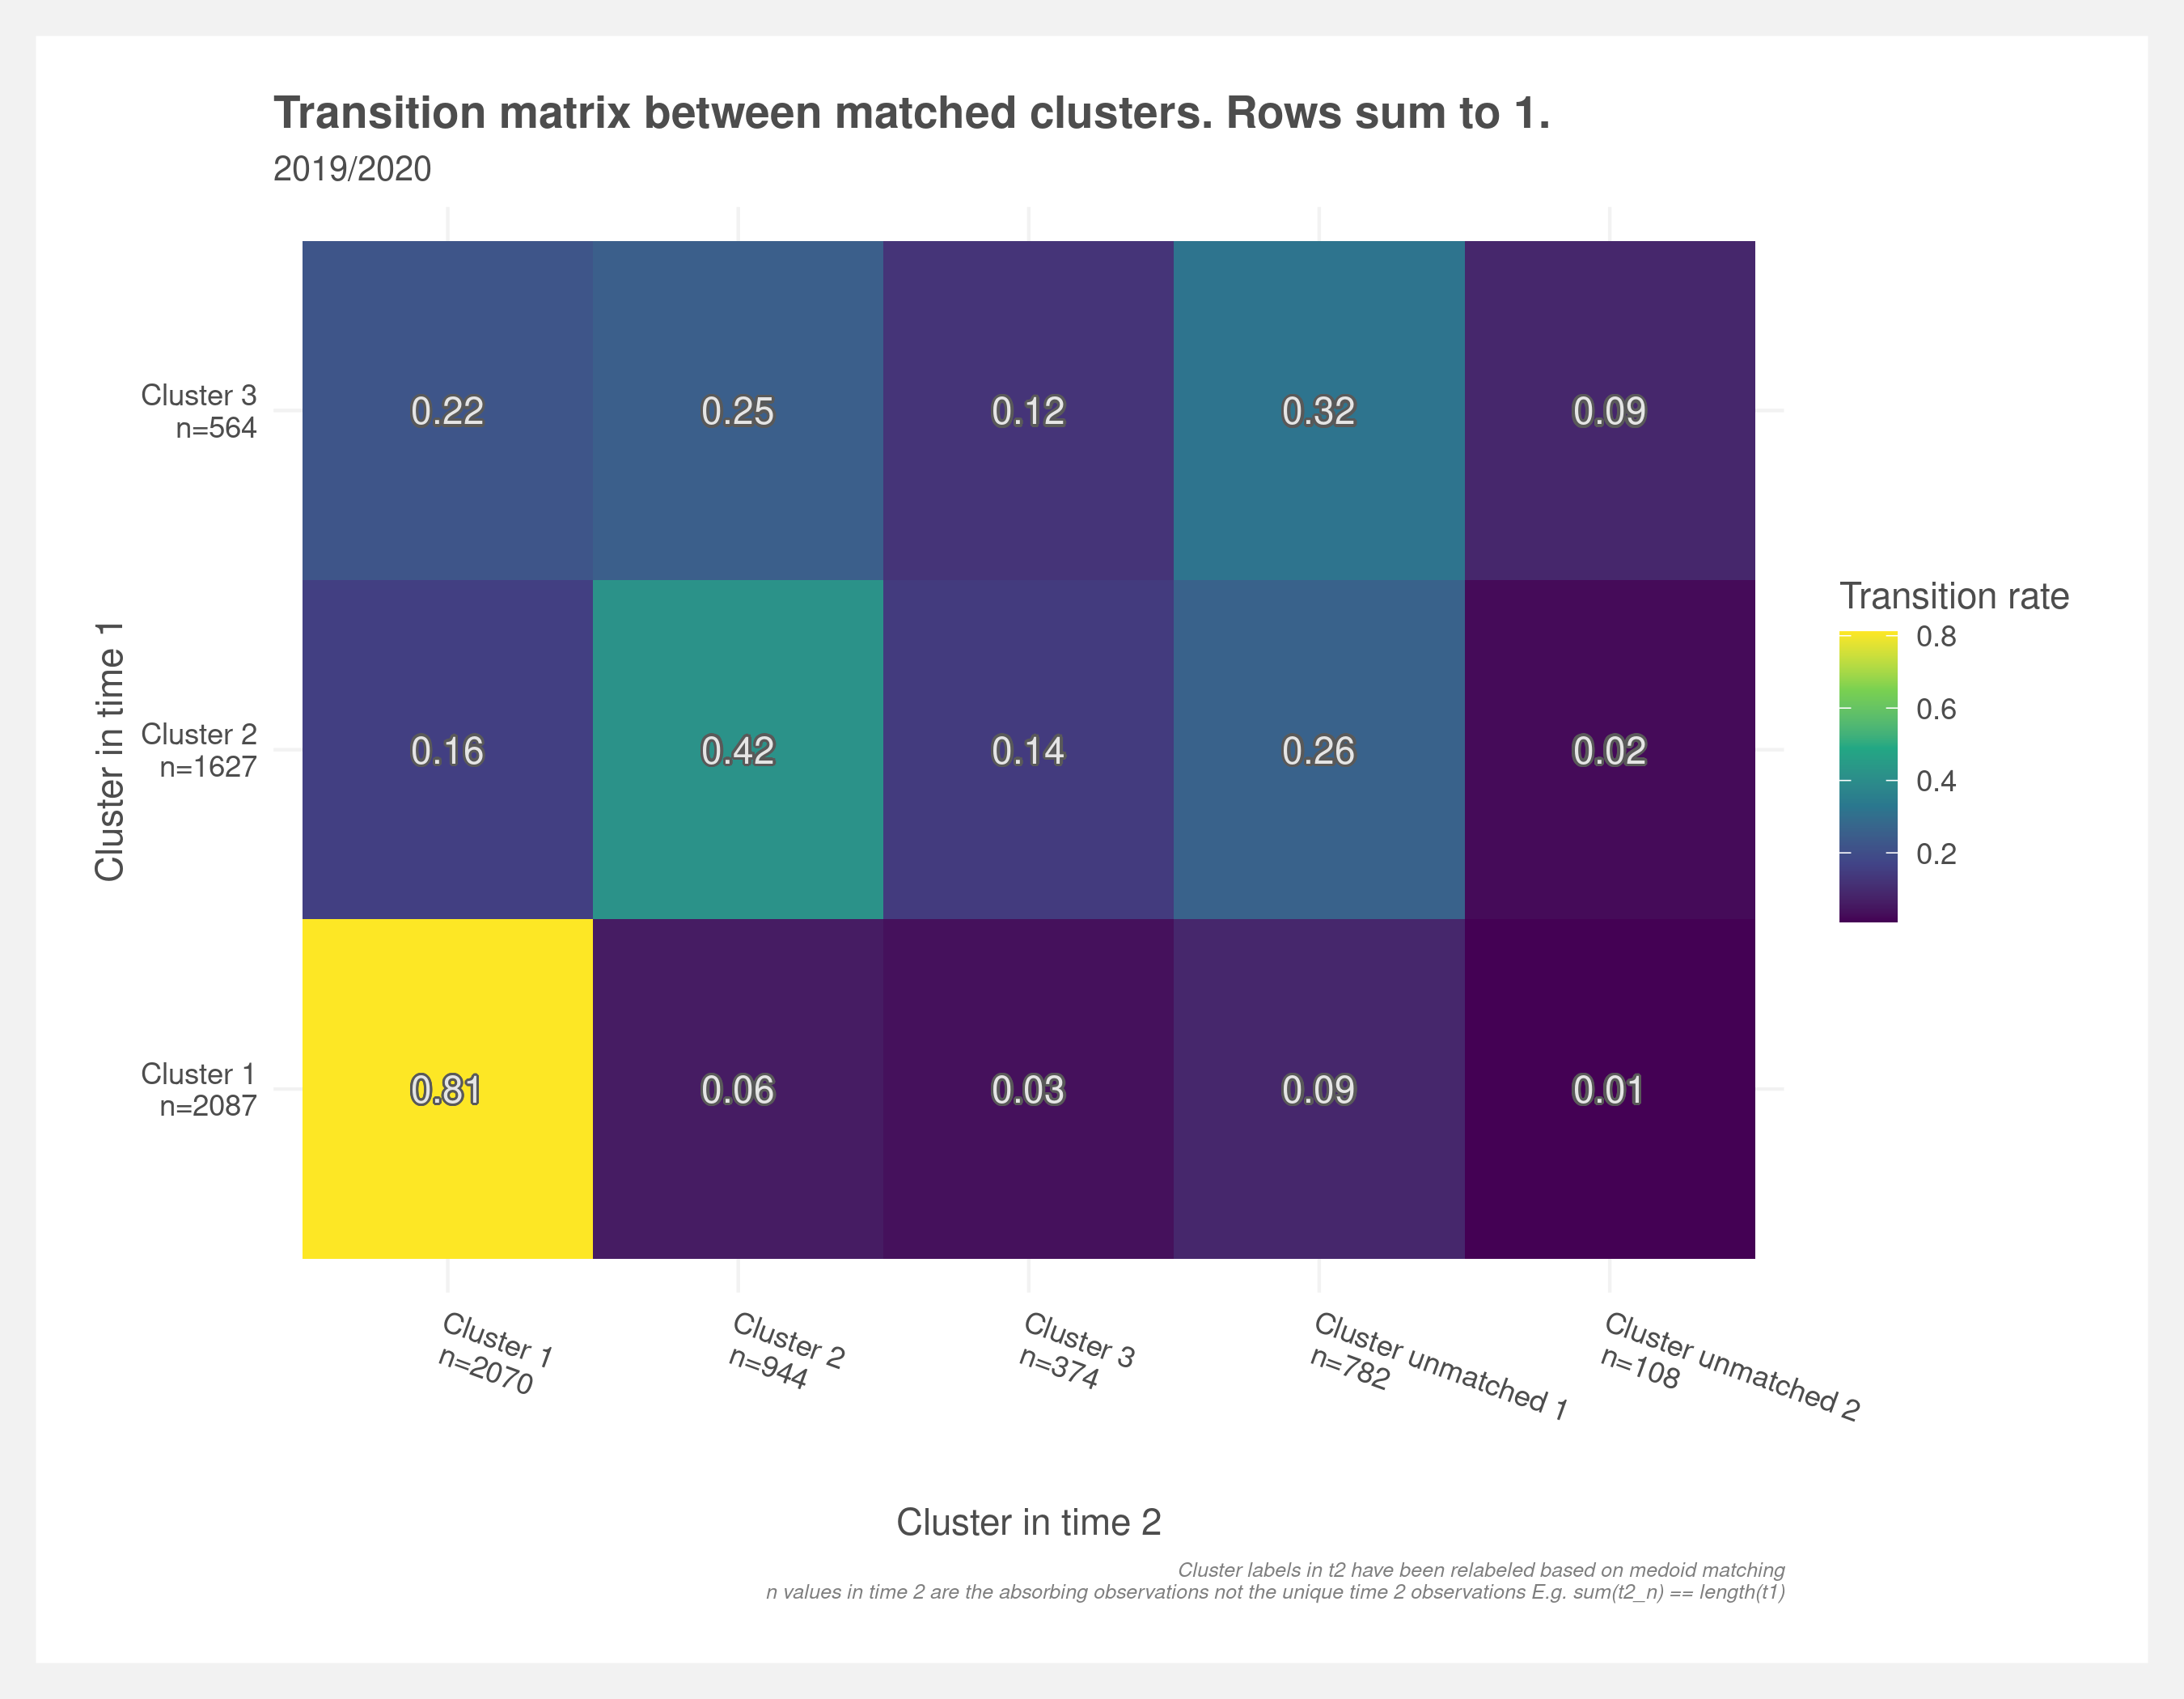 Transition matrix between matched clusters. Rows sum to 1.
2019/2020
Cluster in time 1
Cluster 3
n=564
0.22 0.25 0.12 0.32 0.09
Cluster 2
n=1627
0.16 0.42 0.14 0.26 0.02
Cluster 1
n=2087
0.81 0.06 0.03 0.09 0.01
Cluster 1
n=2070
Cluster 2
n=944
Cluster 3
n=374
Cluster unmatched 1
n=782
Cluster unmatched 2
n=108
Cluster in time 2
Transition rate
0.8
0.6
0.4
0.2
Cluster labels in t2 have been relabeled based on medoid matching
n values in time 2 are the absorbing observations not the unique time 2 observations E.g. sum(t2_n) == length(t1)